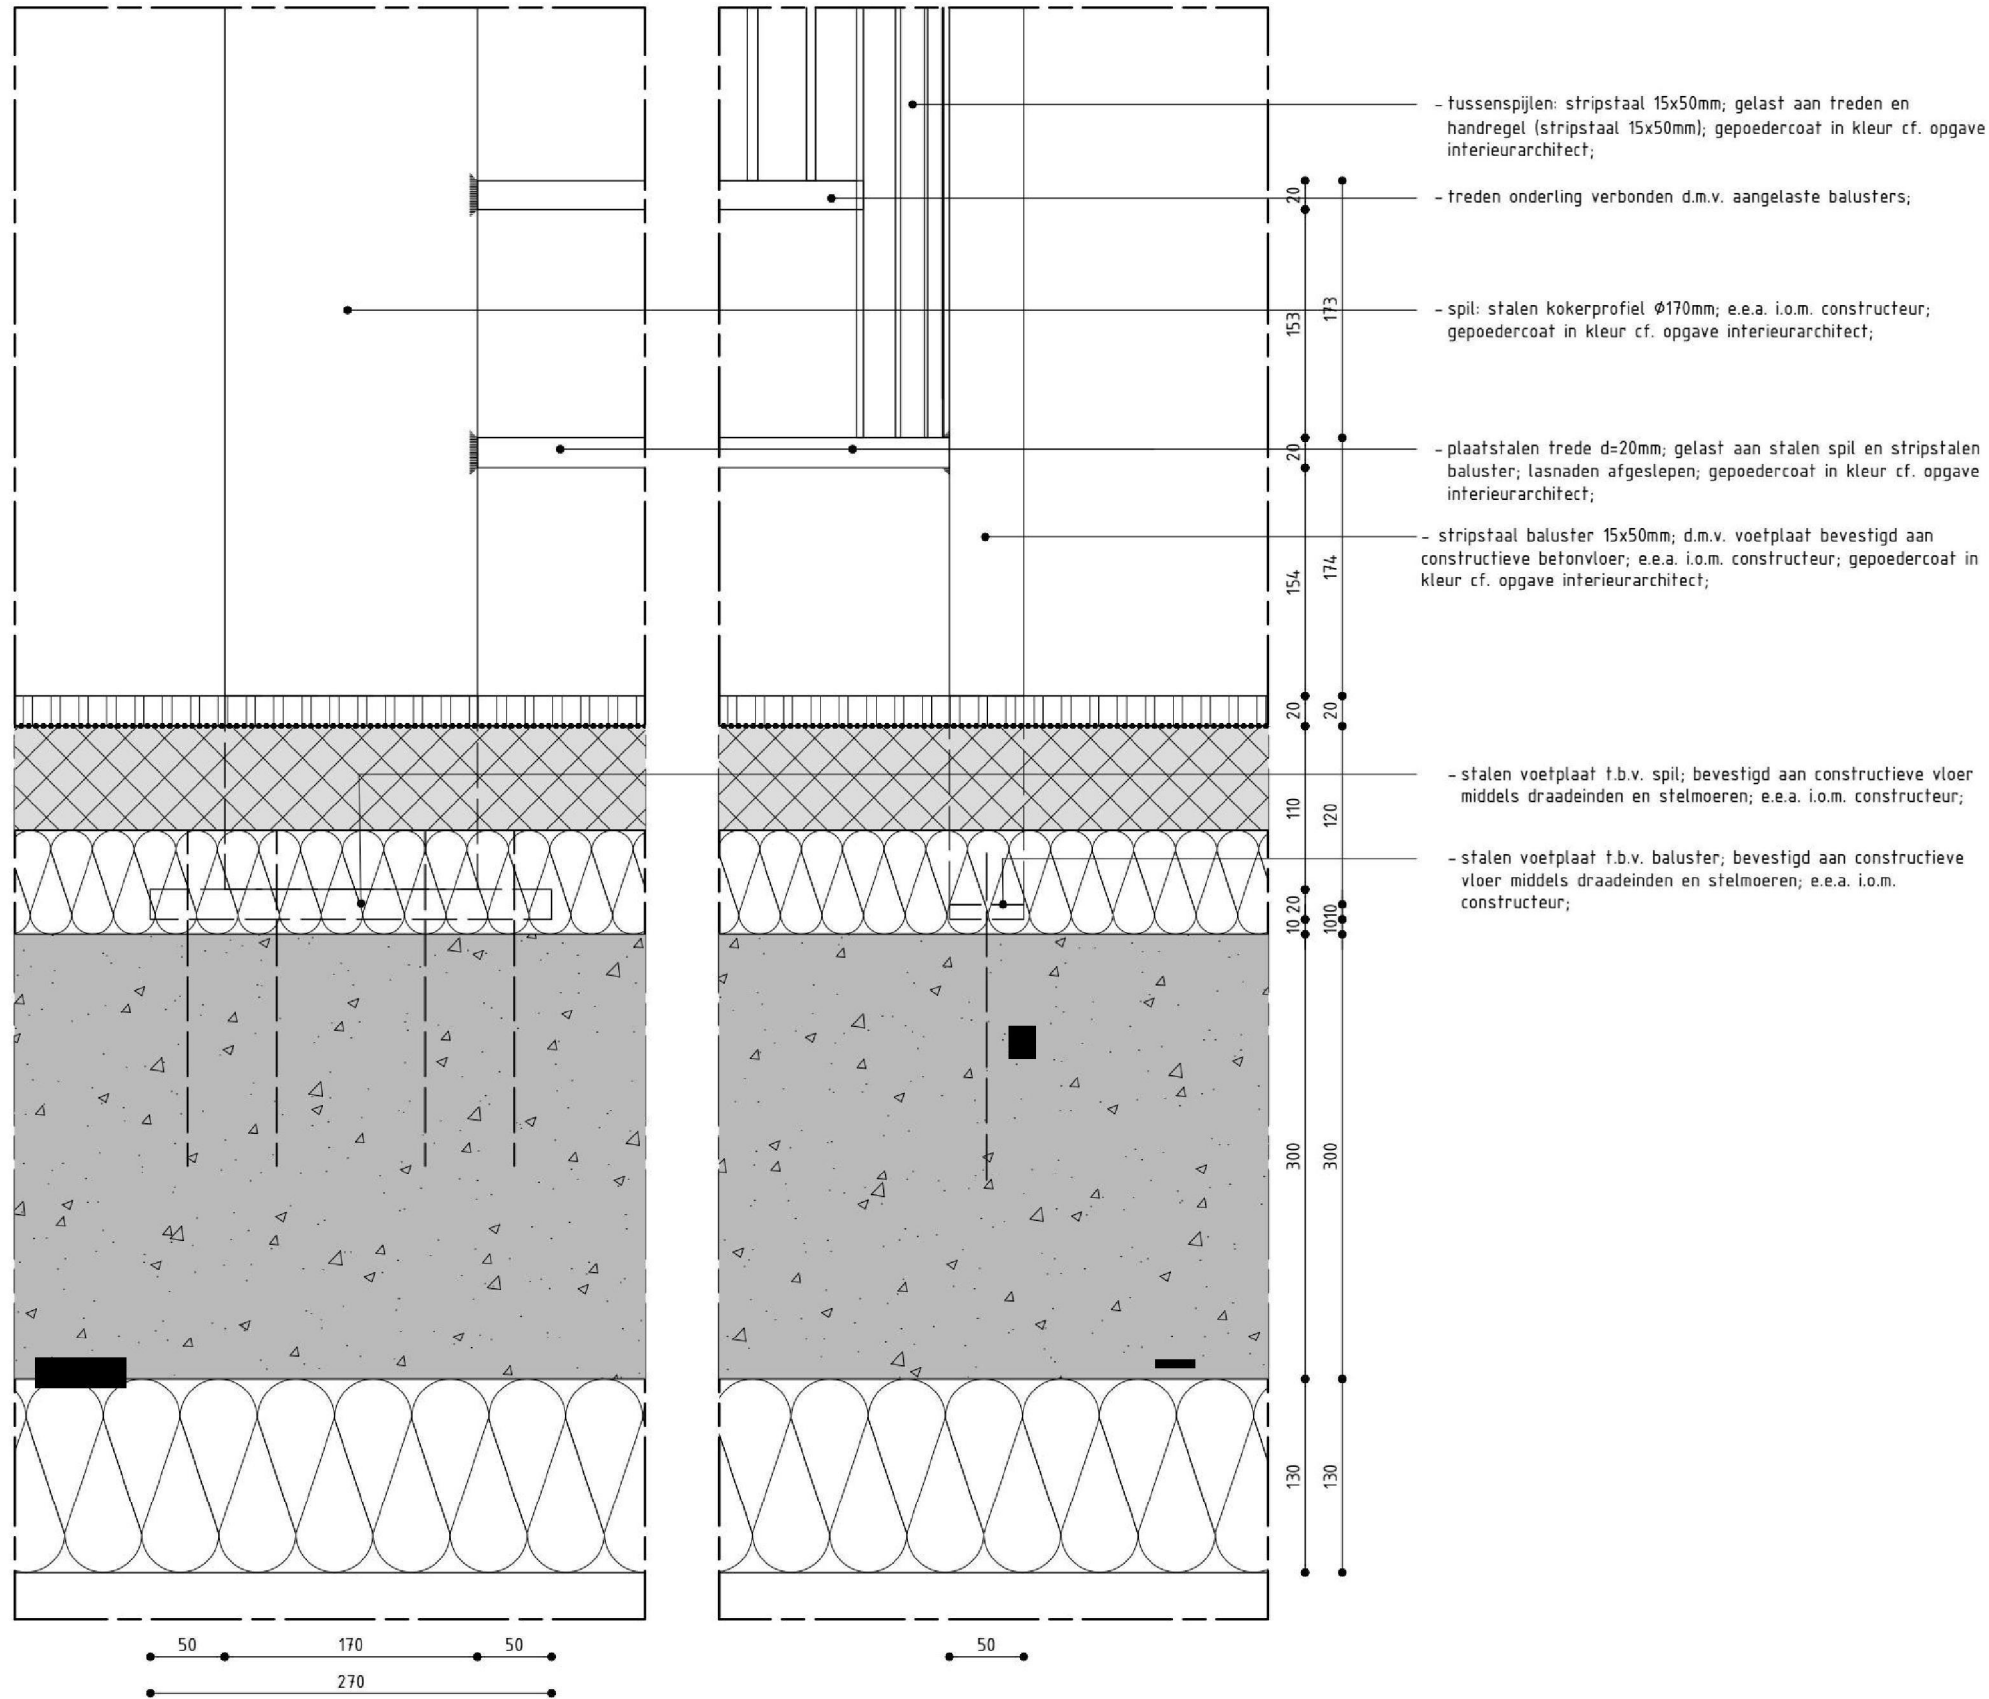 - tussenspijlen: stripstaal 15x50mm; gelast aan treden en
handregel (stripstaal 15x50mm); gepoedercoat in kleur cf. opgave
interieurarchitect;
20
- treden onderling verbonden d.m.v. aangelaste balusters;
153
173
- spil: stalen kokerprofiel Ø170mm; e.e.a. i.o.m. constructeur;
gepoedercoat in kleur cf. opgave interieurarchitect;
20
- plaatstalen trede d=20mm; gelast aan stalen spil en stripstalen
baluster; lasnaden afgeslepen; gepoedercoat in kleur cf. opgave
interieurarchitect;
154
174
- stripstaal baluster 15x50mm; d.m.v. voetplaat bevestigd aan
constructieve betonvloer; e.e.a. i.o.m. constructeur; gepoedercoat in
kleur cf. opgave interieurarchitect;
20
20
- stalen voetplaat t.b.v. spil; bevestigd aan constructieve vloer
middels draadeinden en stelmoeren; e.e.a. i.o.m. constructeur;
110
120
- stalen voetplaat t.b.v. baluster; bevestigd aan constructieve
vloer middels draadeinden en stelmoeren; e.e.a. i.o.m.
constructeur;
20
10
10
10
300
300
130
130
50
170
50
50
270